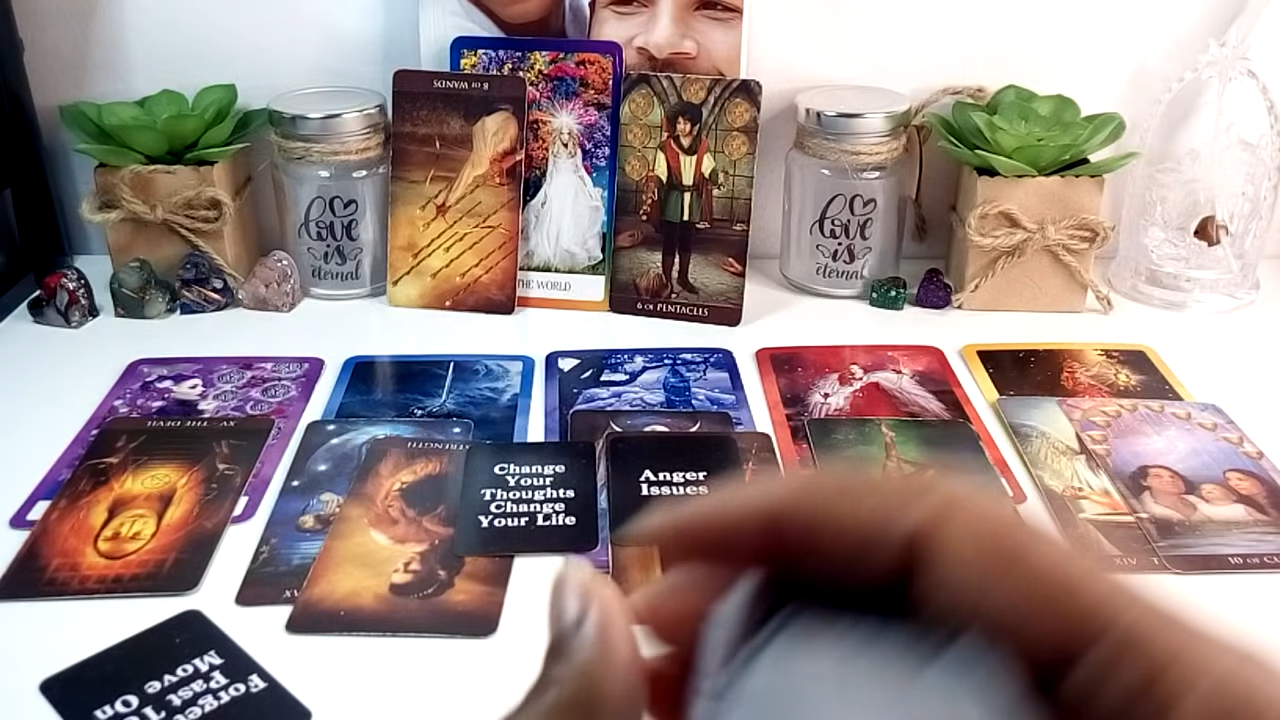 8 OF WANDS
THE WORLD
6 OF PENTACLES
love
is
eternal
love
is
eternal
XV · THE DEVIL
STRENGTH
Change
Your
Thoughts
Change
Your Life
Anger
Issues
XIV
10 OF
Past
Move On